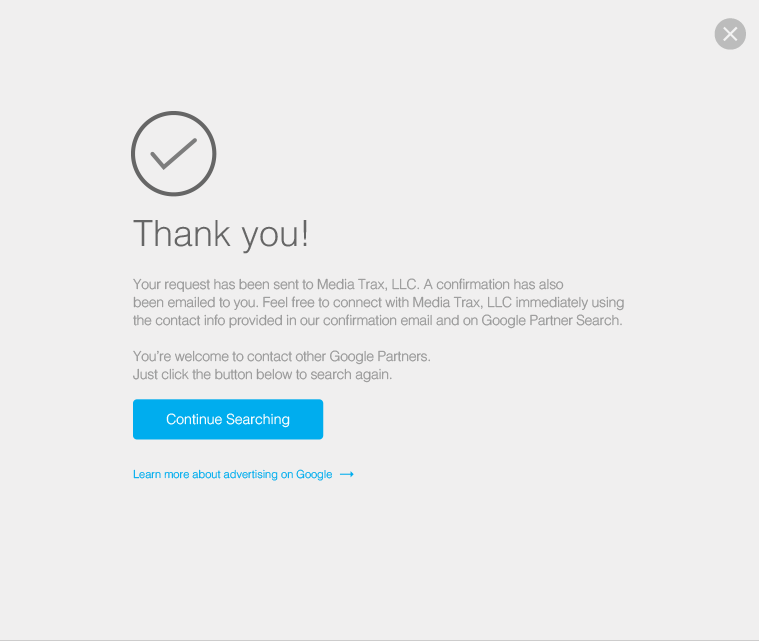 Thank you!
Your request has been sent to Media Trax, LLC. A confirmation has also
been emailed to you. Feel free to connect with Media Trax, LLC immediately using
the contact info provided in our confirmation email and on Google Partner Search.
You're welcome to contact other Google Partners.
Just click the button below to search again.
Continue Searching
Learn more about advertising on Google →